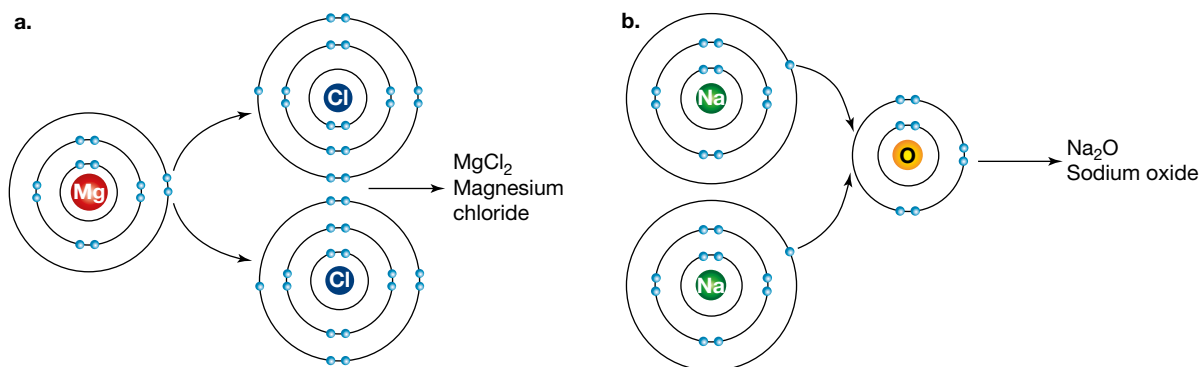 a.
Mg
Cl
Cl
MgCl₂
Magnesium
chloride
b.
Na
Na
O
Na₂O
Sodium oxide